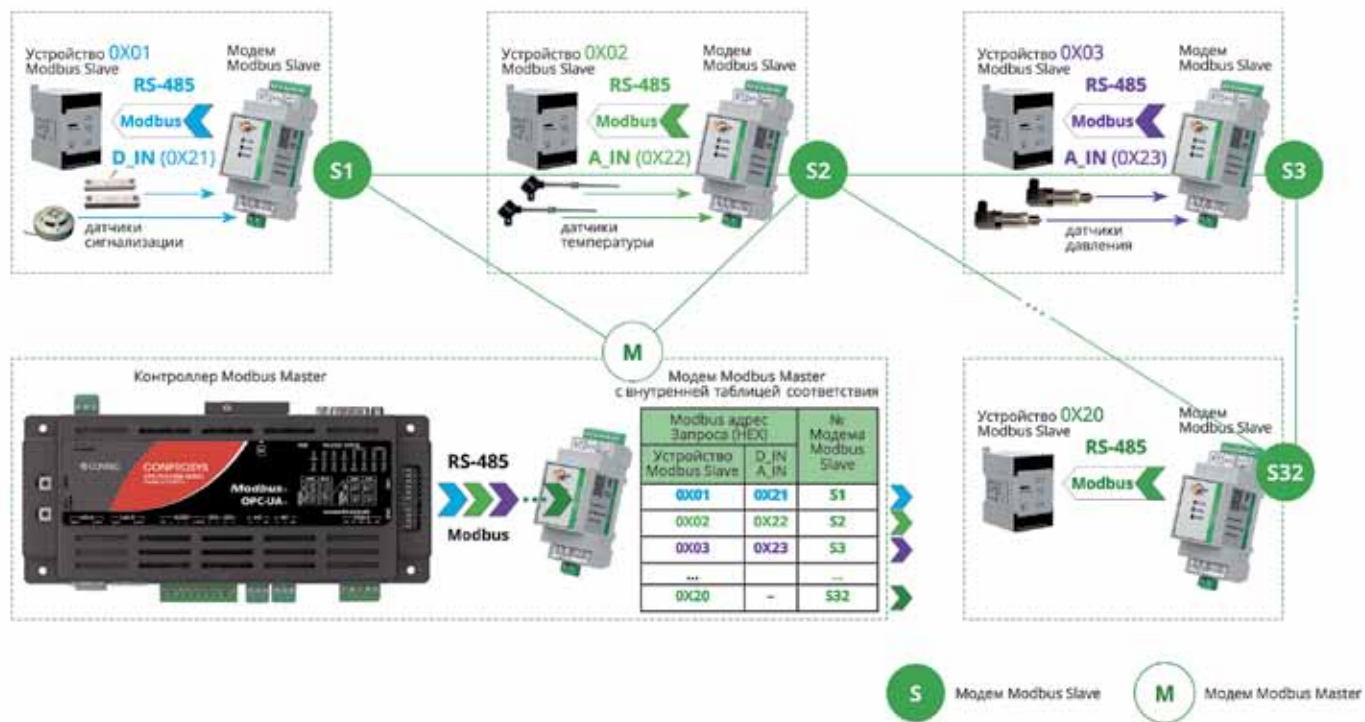 Устройство 0X01
Modbus Slave
Модем
Modbus Slave
RS-485
Modbus
D_IN (0X21)
датчики
сигнализации
S1
Устройство 0X02
Modbus Slave
Модем
Modbus Slave
RS-485
Modbus
A_IN (0X22)
датчики
температуры
S2
Устройство 0X03
Modbus Slave
Модем
Modbus Slave
RS-485
Modbus
A_IN (0X23)
датчики
давления
S3
M
Контроллер Modbus Master
CONTEC
CONPROSYS
Modbus
OPC-UA
RS-485
Modbus
Модем Modbus Master
с внутренней таблицей соответствия
Modbus адрес
Запроса (HEX)
№
Модема
Modbus
Slave
Устройство
Modbus Slave
D_IN
A_IN
0X01 0X21 S1
0X02 0X22 S2
0X03 0X23 S3
... ...
0X20 – S32
Устройство 0X20
Modbus Slave
Модем
Modbus Slave
RS-485
Modbus
S32
S Модем Modbus Slave
M Модем Modbus Master